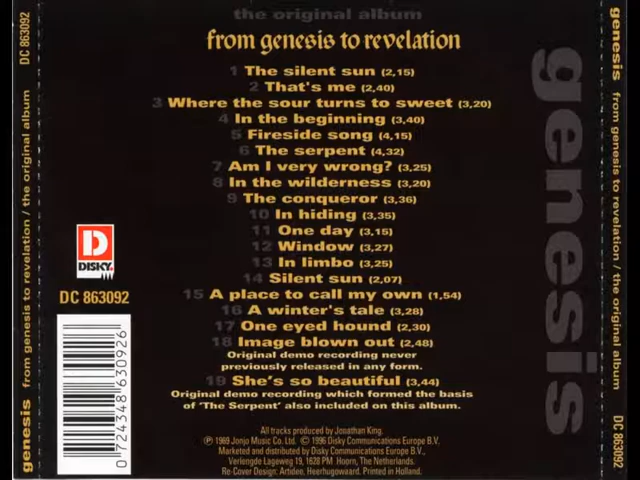 the original album
from genesis to revelation
1 The silent sun (2,15)
2 That's me (2,40)
3 Where the sour turns to sweet (3,20)
4 In the beginning (3,40)
5 Fireside song (4,15)
6 The serpent (4,32)
7 Am I very wrong? (3,25)
8 In the wilderness (3,20)
9 The conqueror (3,36)
10 In hiding (3,35)
11 One day (3,15)
12 Window (3,27)
13 In limbo (3,25)
14 Silent sun (2,07)
15 A place to call my own (1,54)
16 A winter's tale (3,28)
17 One eyed hound (2,30)
18 Image blown out (2,48)
Original demo recording never
previously released in any form.
19 She's so beautiful (3,44)
Original demo recording which formed the basis
of 'The Serpent' also included on this album.
All tracks produced by Jonathan King.
℗ 1969 Jonjo Music Co. Ltd. © 1996 Disky Communications Europe B.V.
Marketed and distributed by Disky Communications Europe B.V.,
Verlengde Lageweg 19, 1628 PM Hoorn, The Netherlands.
Re-Cover Design: Artidee, Heerhugowaard. Printed in Holland.
D
DISKY.
DC 863092
0 724348 630926
genesis
genesis from genesis to revelation / the original album DC 863092
genesis from genesis to revelation / the original album DC 863092